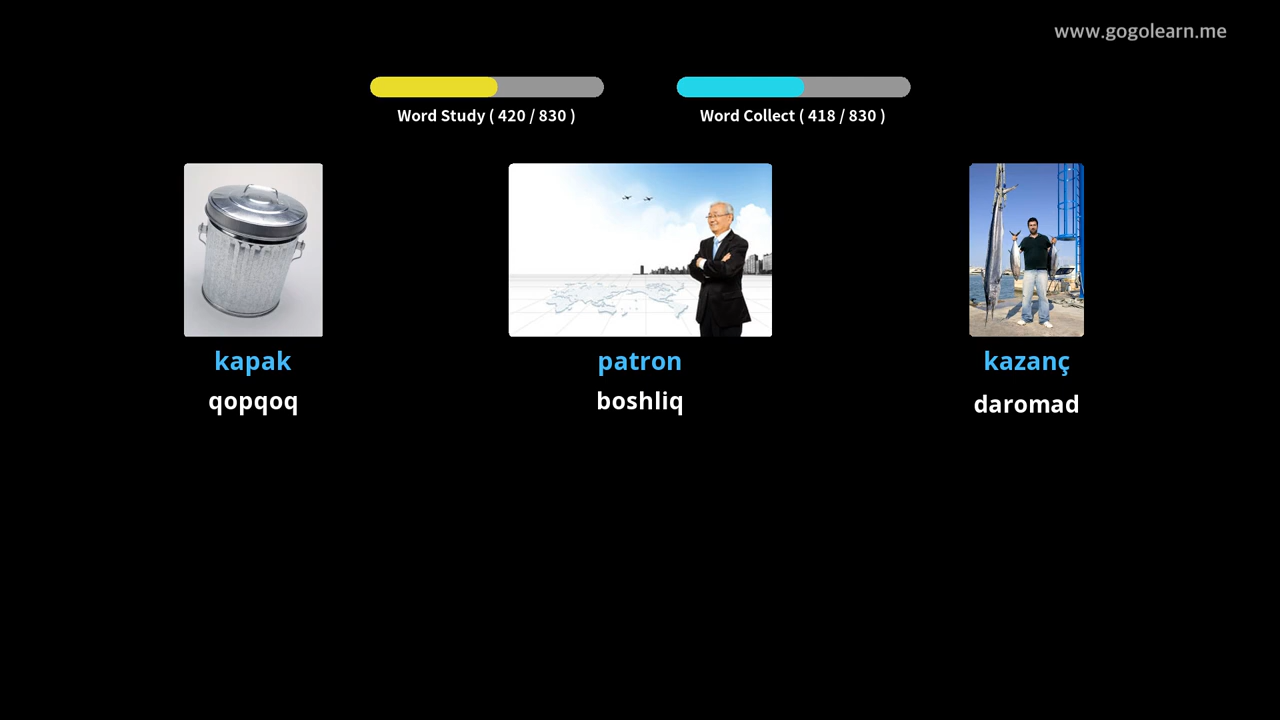 www.gogolearn.me
Word Study ( 420 / 830 )
Word Collect ( 418 / 830 )
kapak
patron
kazanç
qopqoq
boshliq
daromad